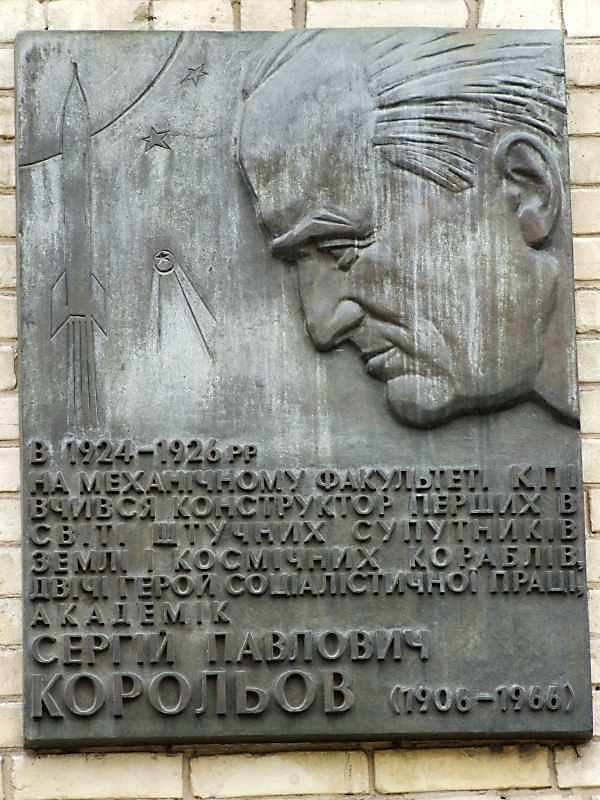 В 1924–1926 РР
НА МЕХАНІЧНОМУ ФАКУЛЬТЕТІ КПІ
ВЧИВСЯ КОНСТРУКТОР ПЕРШИХ В
СВІТІ ШТУЧНИХ СУПУТНИКІВ
ЗЕМЛІ І КОСМІЧНИХ КОРАБЛІВ,
ДВІЧІ ГЕРОЙ СОЦІАЛІСТИЧНОЇ ПРАЦІ,
АКАДЕМІК
СЕРГІЙ ПАВЛОВИЧ
КОРОЛЬОВ (1906–1966)